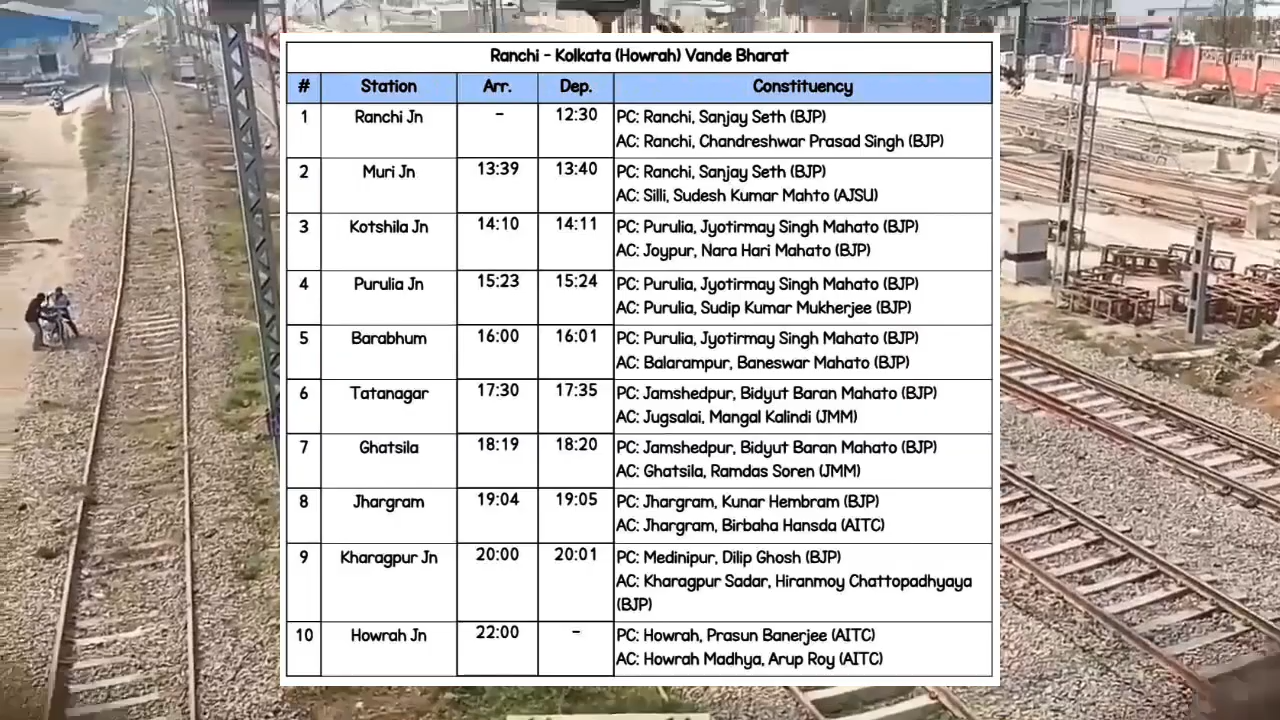 Ranchi - Kolkata (Howrah) Vande Bharat
# Station Arr. Dep. Constituency
1 Ranchi Jn - 12:30 PC: Ranchi, Sanjay Seth (BJP)
AC: Ranchi, Chandreshwar Prasad Singh (BJP)
2 Muri Jn 13:39 13:40 PC: Ranchi, Sanjay Seth (BJP)
AC: Silli, Sudesh Kumar Mahto (AJSU)
3 Kotshila Jn 14:10 14:11 PC: Purulia, Jyotirmay Singh Mahato (BJP)
AC: Joypur, Nara Hari Mahato (BJP)
4 Purulia Jn 15:23 15:24 PC: Purulia, Jyotirmay Singh Mahato (BJP)
AC: Purulia, Sudip Kumar Mukherjee (BJP)
5 Barabhum 16:00 16:01 PC: Purulia, Jyotirmay Singh Mahato (BJP)
AC: Balarampur, Baneswar Mahato (BJP)
6 Tatanagar 17:30 17:35 PC: Jamshedpur, Bidyut Baran Mahato (BJP)
AC: Jugsalai, Mangal Kalindi (JMM)
7 Ghatsila 18:19 18:20 PC: Jamshedpur, Bidyut Baran Mahato (BJP)
AC: Ghatsila, Ramdas Soren (JMM)
8 Jhargram 19:04 19:05 PC: Jhargram, Kunar Hembram (BJP)
AC: Jhargram, Birbaha Hansda (AITC)
9 Kharagpur Jn 20:00 20:01 PC: Medinipur, Dilip Ghosh (BJP)
AC: Kharagpur Sadar, Hiranmoy Chattopadhyaya
(BJP)
10 Howrah Jn 22:00 - PC: Howrah, Prasun Banerjee (AITC)
AC: Howrah Madhya, Arup Roy (AITC)